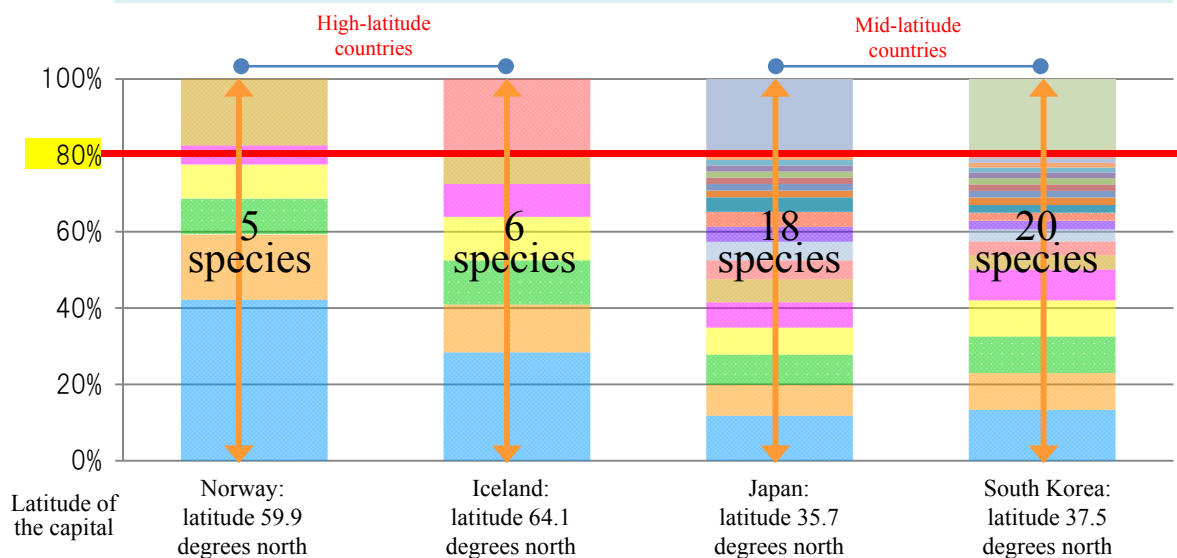 High-latitude
countries
Mid-latitude
countries
100%
80%
60%
40%
20%
0%
5
species
6
species
18
species
20
species
Latitude of
the capital
Norway:
latitude 59.9
degrees north
Iceland:
latitude 64.1
degrees north
Japan:
latitude 35.7
degrees north
South Korea:
latitude 37.5
degrees north